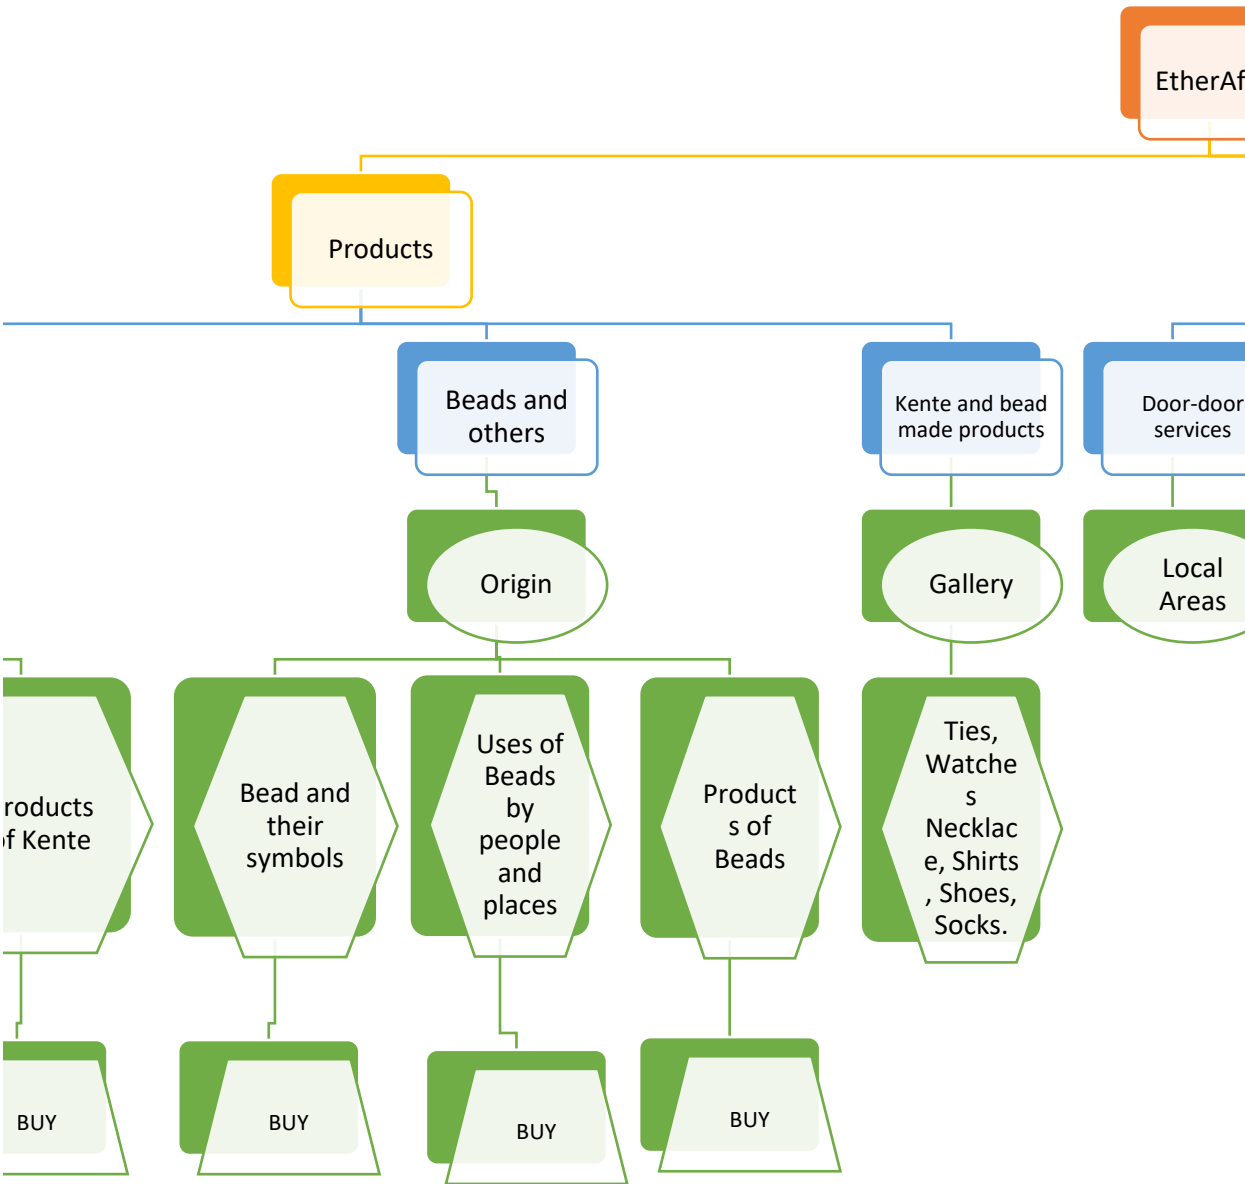 EtherAf
Products
Beads and
others
Kente and bead
made products
Door-door
services
Origin
Gallery
Local
Areas
roducts
of Kente
Bead and
their
symbols
Uses of
Beads
by
people
and
places
Product
s of
Beads
Ties,
Watche
s
Necklac
e, Shirts
, Shoes,
Socks.
BUY
BUY
BUY
BUY